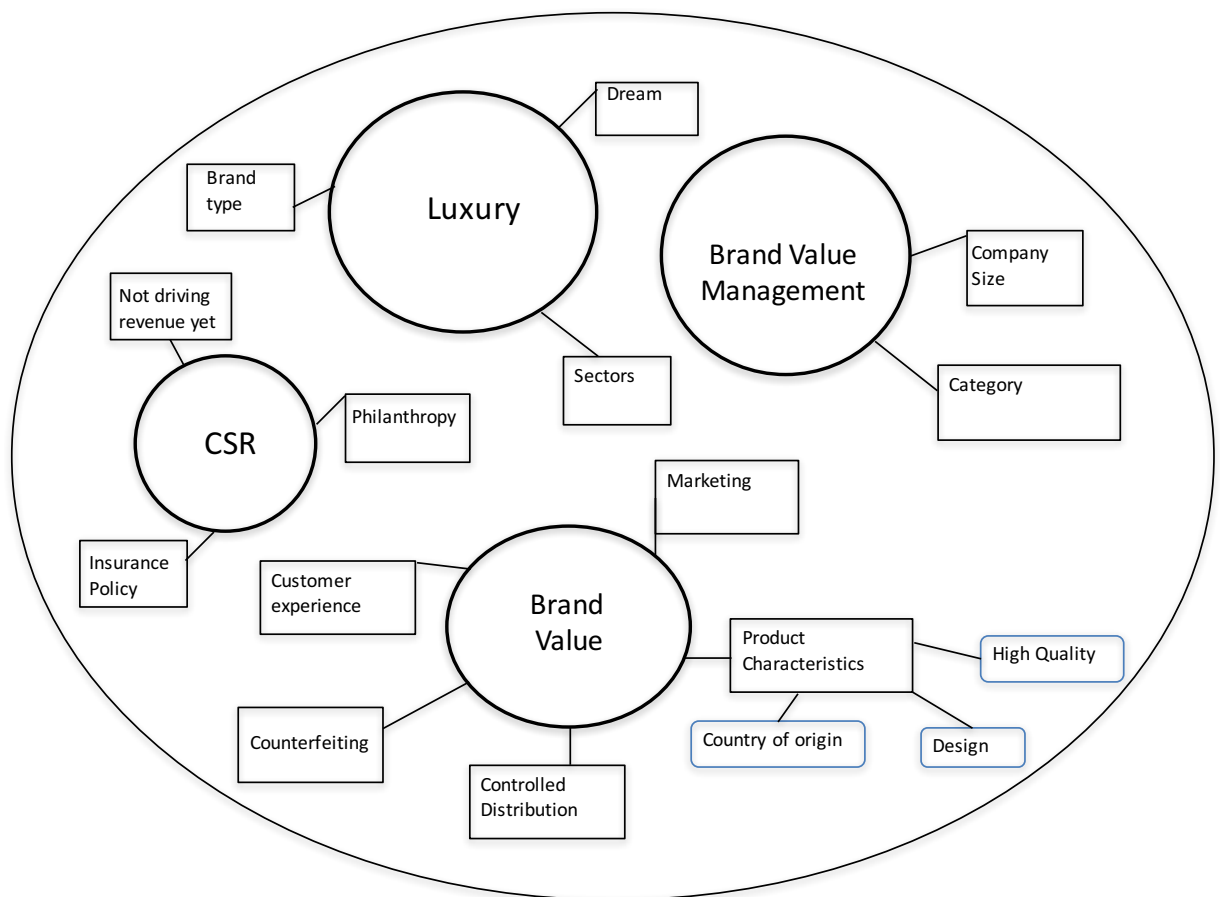 Dream
Brand
type
Luxury
Brand Value
Management
Company
Size
Not driving
revenue yet
Sectors
Category
Philanthropy
CSR
Marketing
Insurance
Policy
Customer
experience
Brand
Value
Product
Characteristics
High Quality
Counterfeiting
Country of origin
Design
Controlled
Distribution